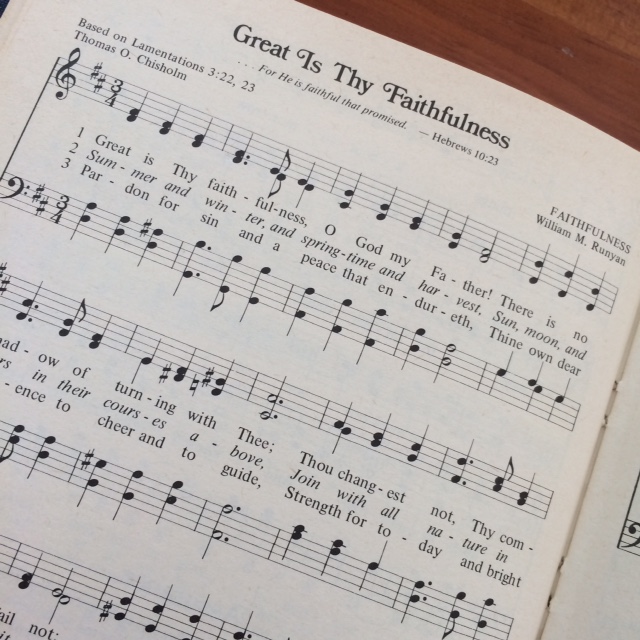 Great Is Thy Faithfulness
. . . For He is faithful that promised. — Hebrews 10:23
Based on Lamentations 3:22, 23
Thomas O. Chisholm
FAITHFULNESS
William M. Runyan
3
4
1 Great is Thy faith - ful-ness, O God my Fa - ther! There is no
2 Sum - mer and win - ter, and spring-time and har - vest, Sun, moon, and
3 Par - don for sin and a peace that en - dur - eth, Thine own dear
3
4
ad - ow of turn - ing with Thee; Thou chang - est not, Thy com -
rs in their cours - es a - bove, Join with all na - ture in
- ence to cheer and to guide, Strength for to - day and bright
ail not;